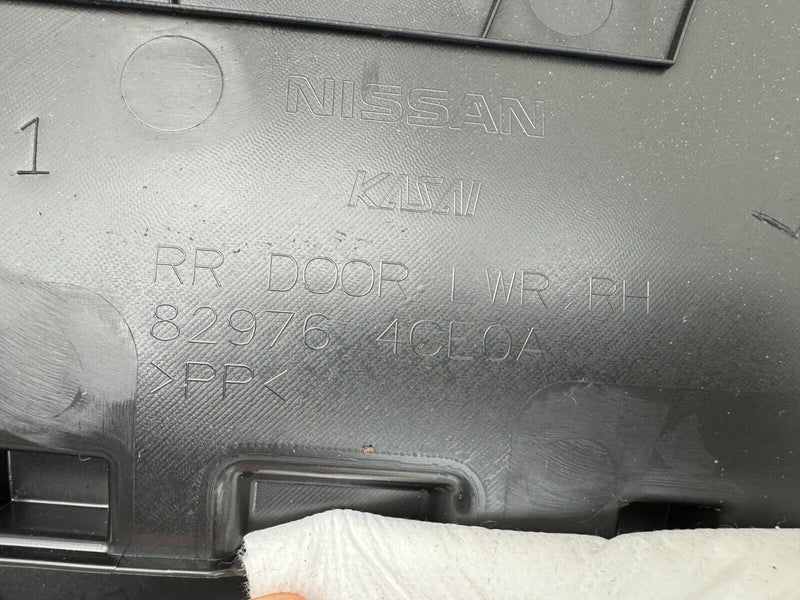 NISSAN
1
KASAI
RR DOOR LWR,RH
82976 4CE0A
>PP<